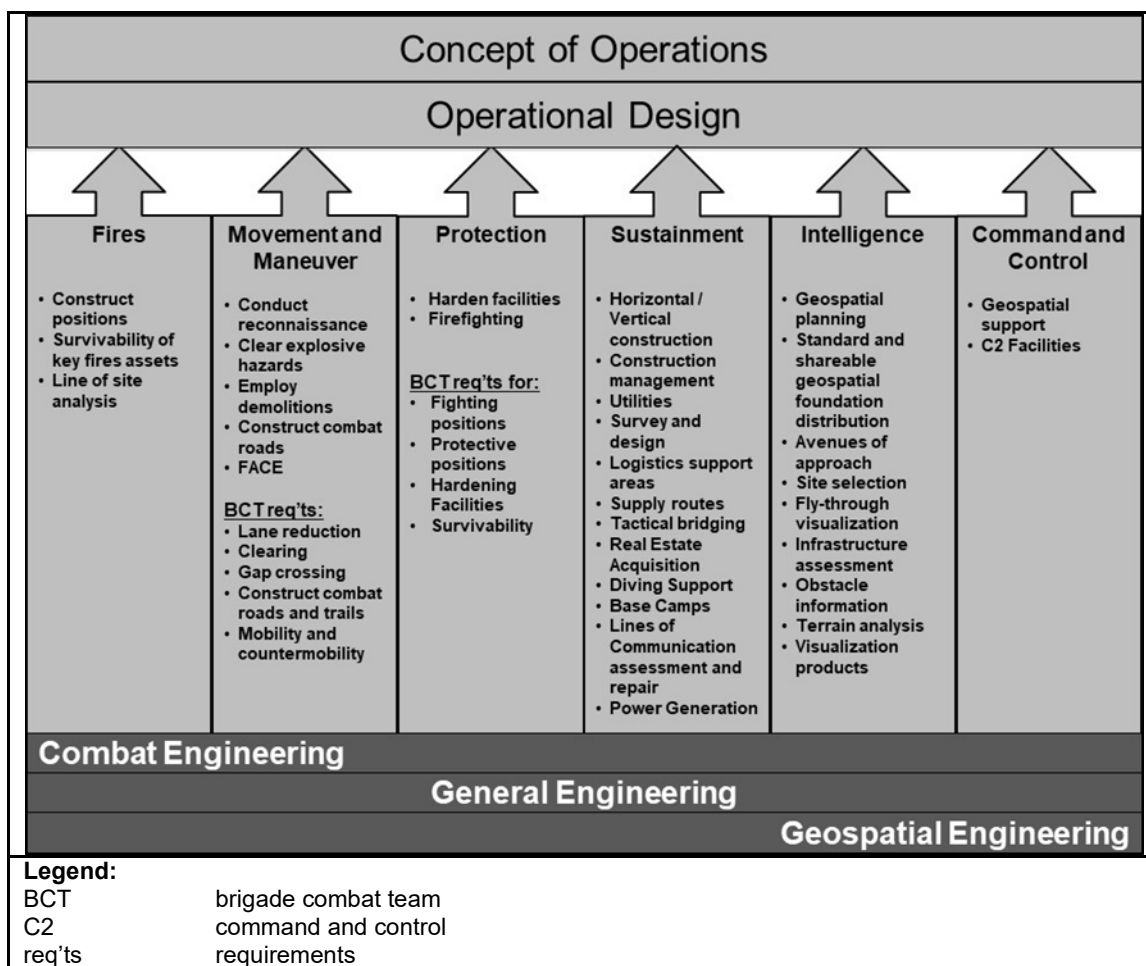 Concept of Operations
Operational Design
Fires
• Construct
positions
• Survivability of
key fires assets
• Line of site
analysis
Movement and
Maneuver
• Conduct
reconnaissance
• Clear explosive
hazards
• Employ
demolitions
• Construct combat
roads
• FACE
BCT req'ts:
• Lane reduction
• Clearing
• Gap crossing
• Construct combat
roads and trails
• Mobility and
countermobility
Protection
• Harden facilities
• Firefighting
BCT req'ts for:
• Fighting
positions
• Protective
positions
• Hardening
Facilities
• Survivability
Sustainment
• Horizontal /
Vertical
construction
• Construction
management
• Utilities
• Survey and
design
• Logistics support
areas
• Supply routes
• Tactical bridging
• Real Estate
Acquisition
• Diving Support
• Base Camps
• Lines of
Communication
assessment and
repair
• Power Generation
Intelligence
• Geospatial
planning
• Standard and
shareable
geospatial
foundation
distribution
• Avenues of
approach
• Site selection
• Fly-through
visualization
• Infrastructure
assessment
• Obstacle
information
• Terrain analysis
• Visualization
products
Command and
Control
• Geospatial
support
• C2 Facilities
Combat Engineering
General Engineering
Geospatial Engineering
Legend:
BCT brigade combat team
C2 command and control
req'ts requirements